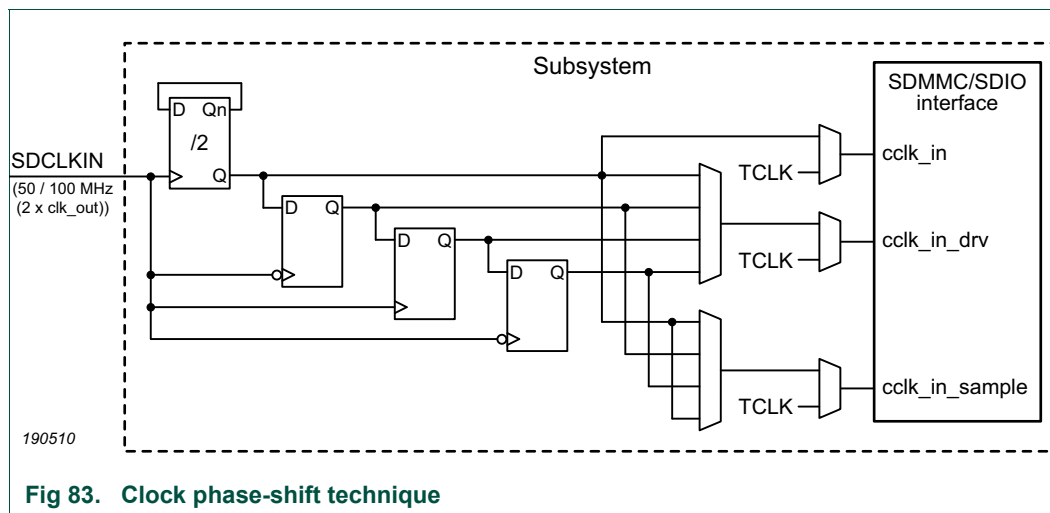 Subsystem
SDMMC/SDIO
interface
D Qn
/2
Q
SDCLKIN
(50 / 100 MHz
(2 x clk_out))
cclk_in
TCLK
D Q
D Q
cclk_in_drv
TCLK
D Q
cclk_in_sample
TCLK
190510
Fig 83. Clock phase-shift technique